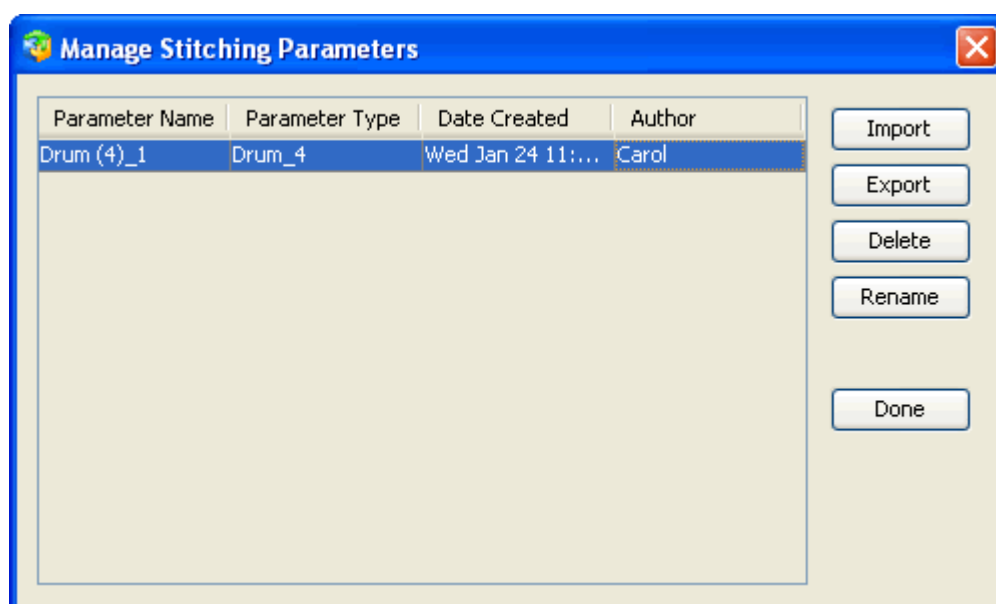 Manage Stitching Parameters
Parameter Name Parameter Type Date Created Author
Drum (4)_1 Drum_4 Wed Jan 24 11:... Carol
Import
Export
Delete
Rename
Done